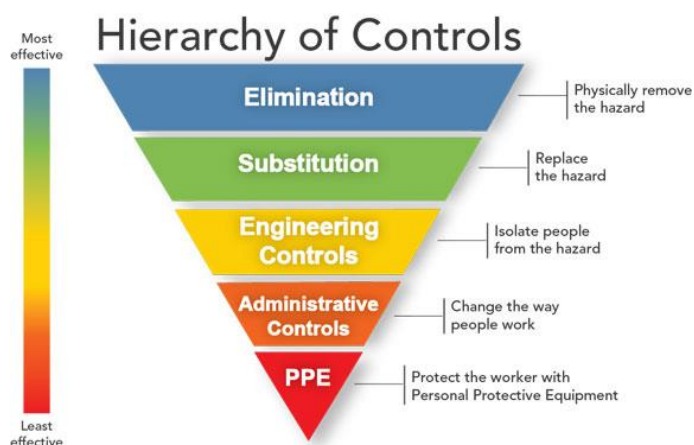 Hierarchy of Controls
Most
effective
Elimination
Physically remove
the hazard
Substitution
Replace
the hazard
Engineering
Controls
Isolate people
from the hazard
Administrative
Controls
Change the way
people work
PPE
Protect the worker with
Personal Protective Equipment
Least
effective